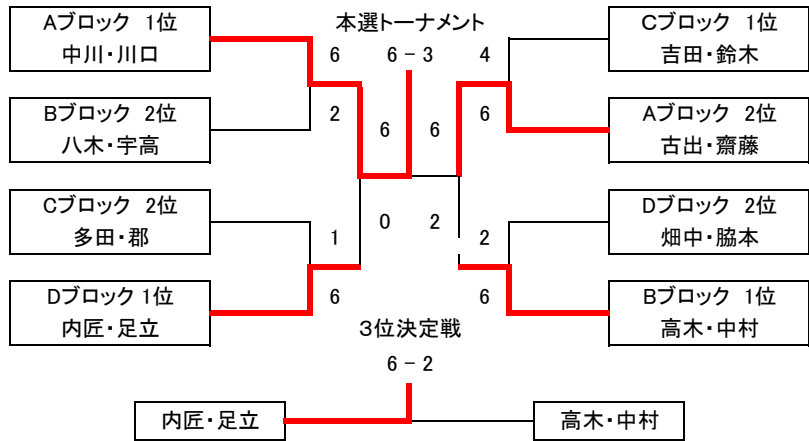 本選トーナメント
Aブロック 1位
中川・川口
Bブロック 2位
八木・宇高
Cブロック 2位
多田・郡
Dブロック 1位
内匠・足立
6
2
1
6
6
0
6－3
6
2
4
6
2
6
Cブロック 1位
吉田・鈴木
Aブロック 2位
古出・齋藤
Dブロック 2位
畑中・脇本
Bブロック 1位
高木・中村
3位決定戦
6－2
内匠・足立
高木・中村